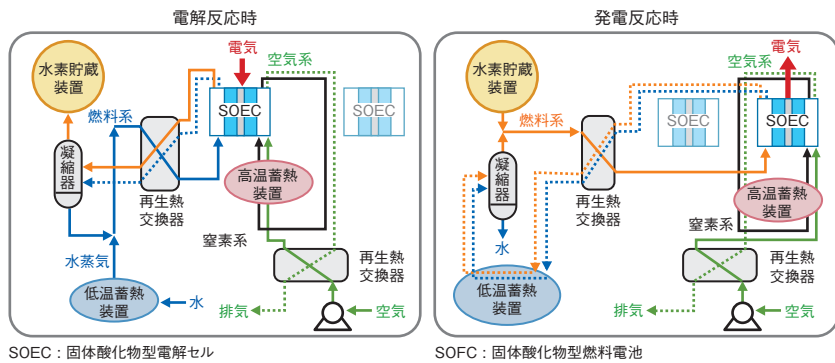 電解反応時
水素貯蔵
装置
電気
空気系
燃料系
SOEC
SOEC
凝縮器
再生熱
交換器
高温蓄熱
装置
窒素系
水蒸気
再生熱
交換器
低温蓄熱
装置
水
排気
空気
SOEC：固体酸化物型電解セル
発電反応時
水素貯蔵
装置
電気
空気系
燃料系
SOEC
SOEC
凝縮器
再生熱
交換器
高温蓄熱
装置
窒素系
水
再生熱
交換器
低温蓄熱
装置
排気
空気
SOFC：固体酸化物型燃料電池